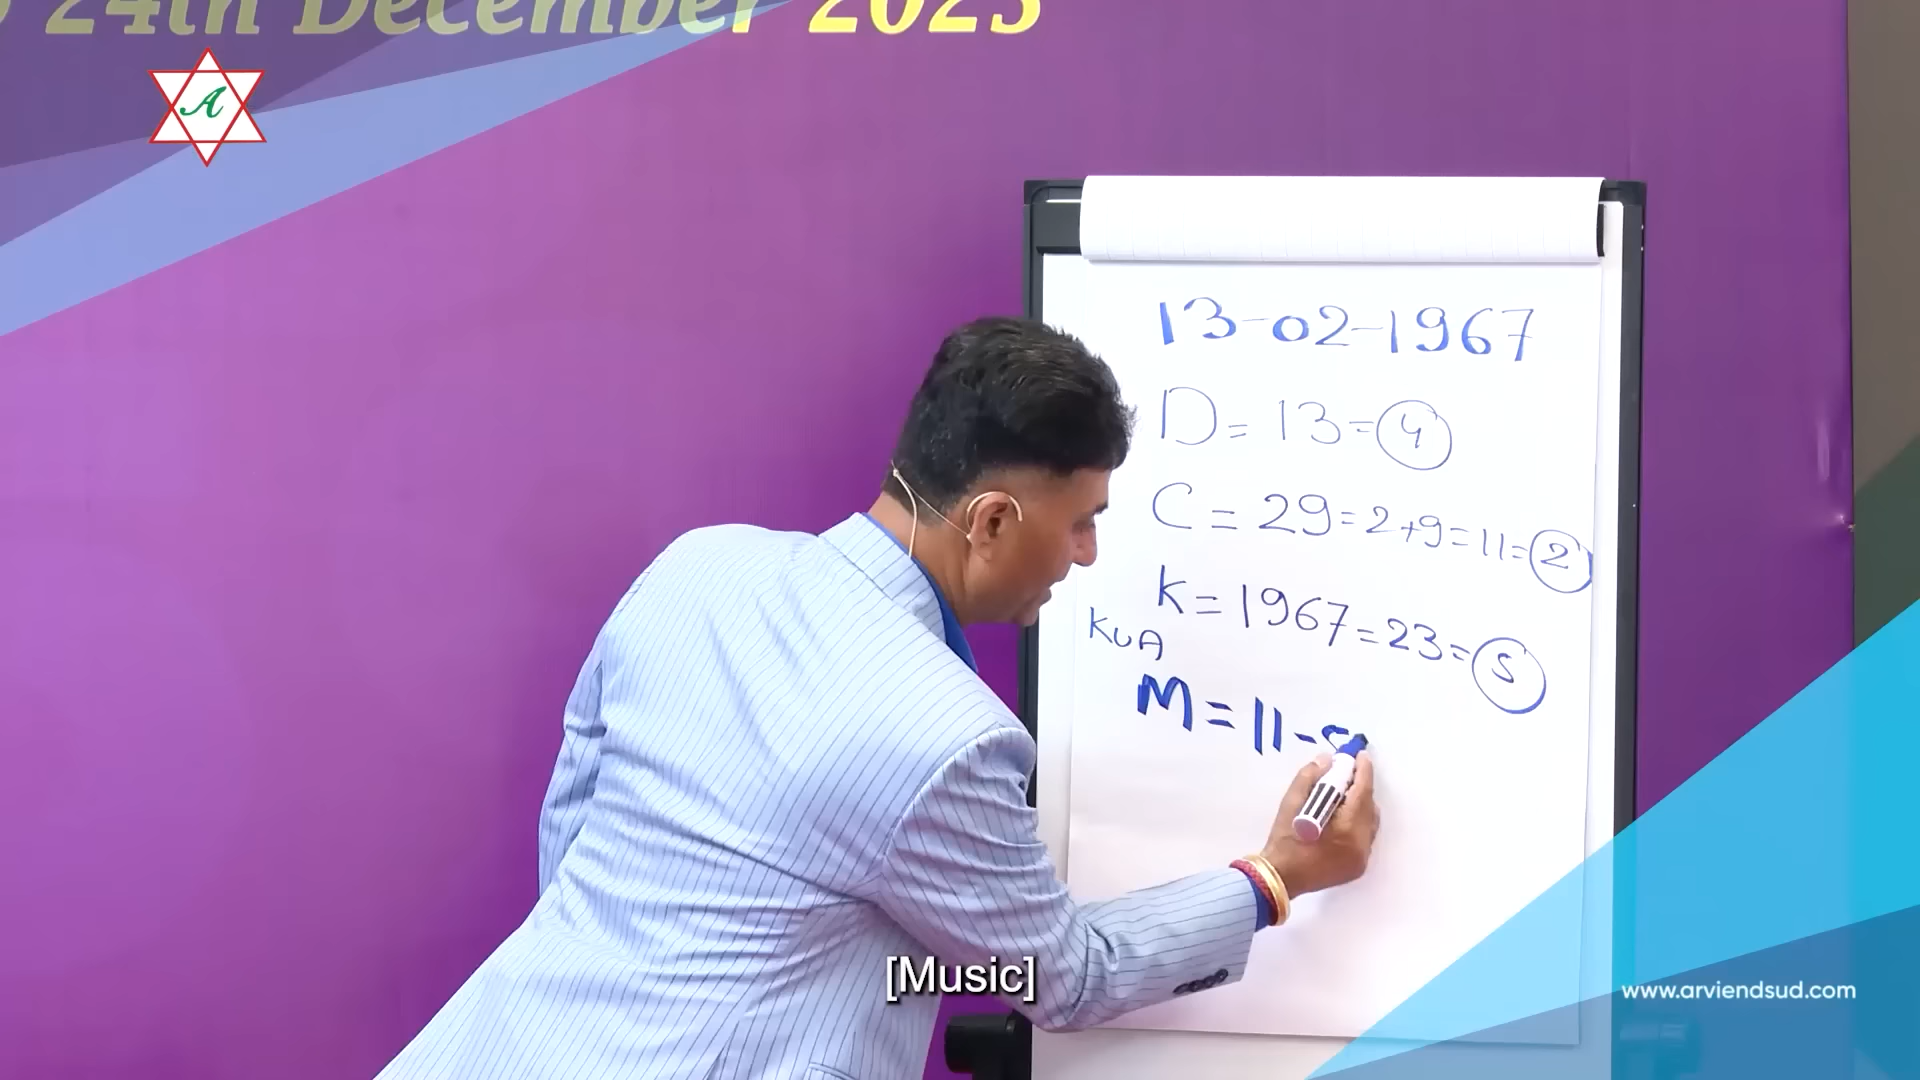 24th December 2023
A
13-02-1967
D = 13 = 4
C = 29 = 2+9 = 11 = 2
K = 1967 = 23 = 5
KUA
M = 11-5
[Music]
www.arviendsud.com